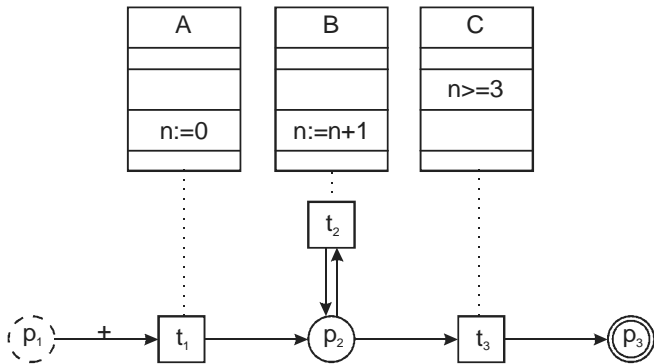 A B C
n>=3
n:=0 n:=n+1
t₂
p₁ + t₁ p₂ t₃ p₃